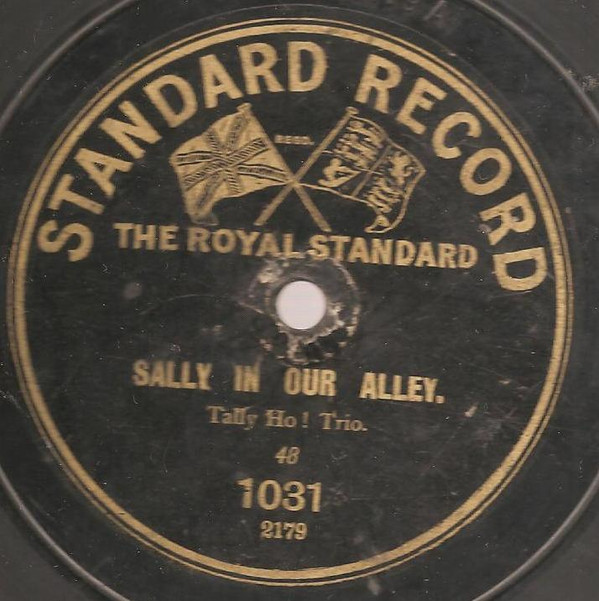 STANDARD RECORD
REGD.
THE ROYAL STANDARD
SALLY IN OUR ALLEY.
Tally Ho! Trio.
48
1031
2179